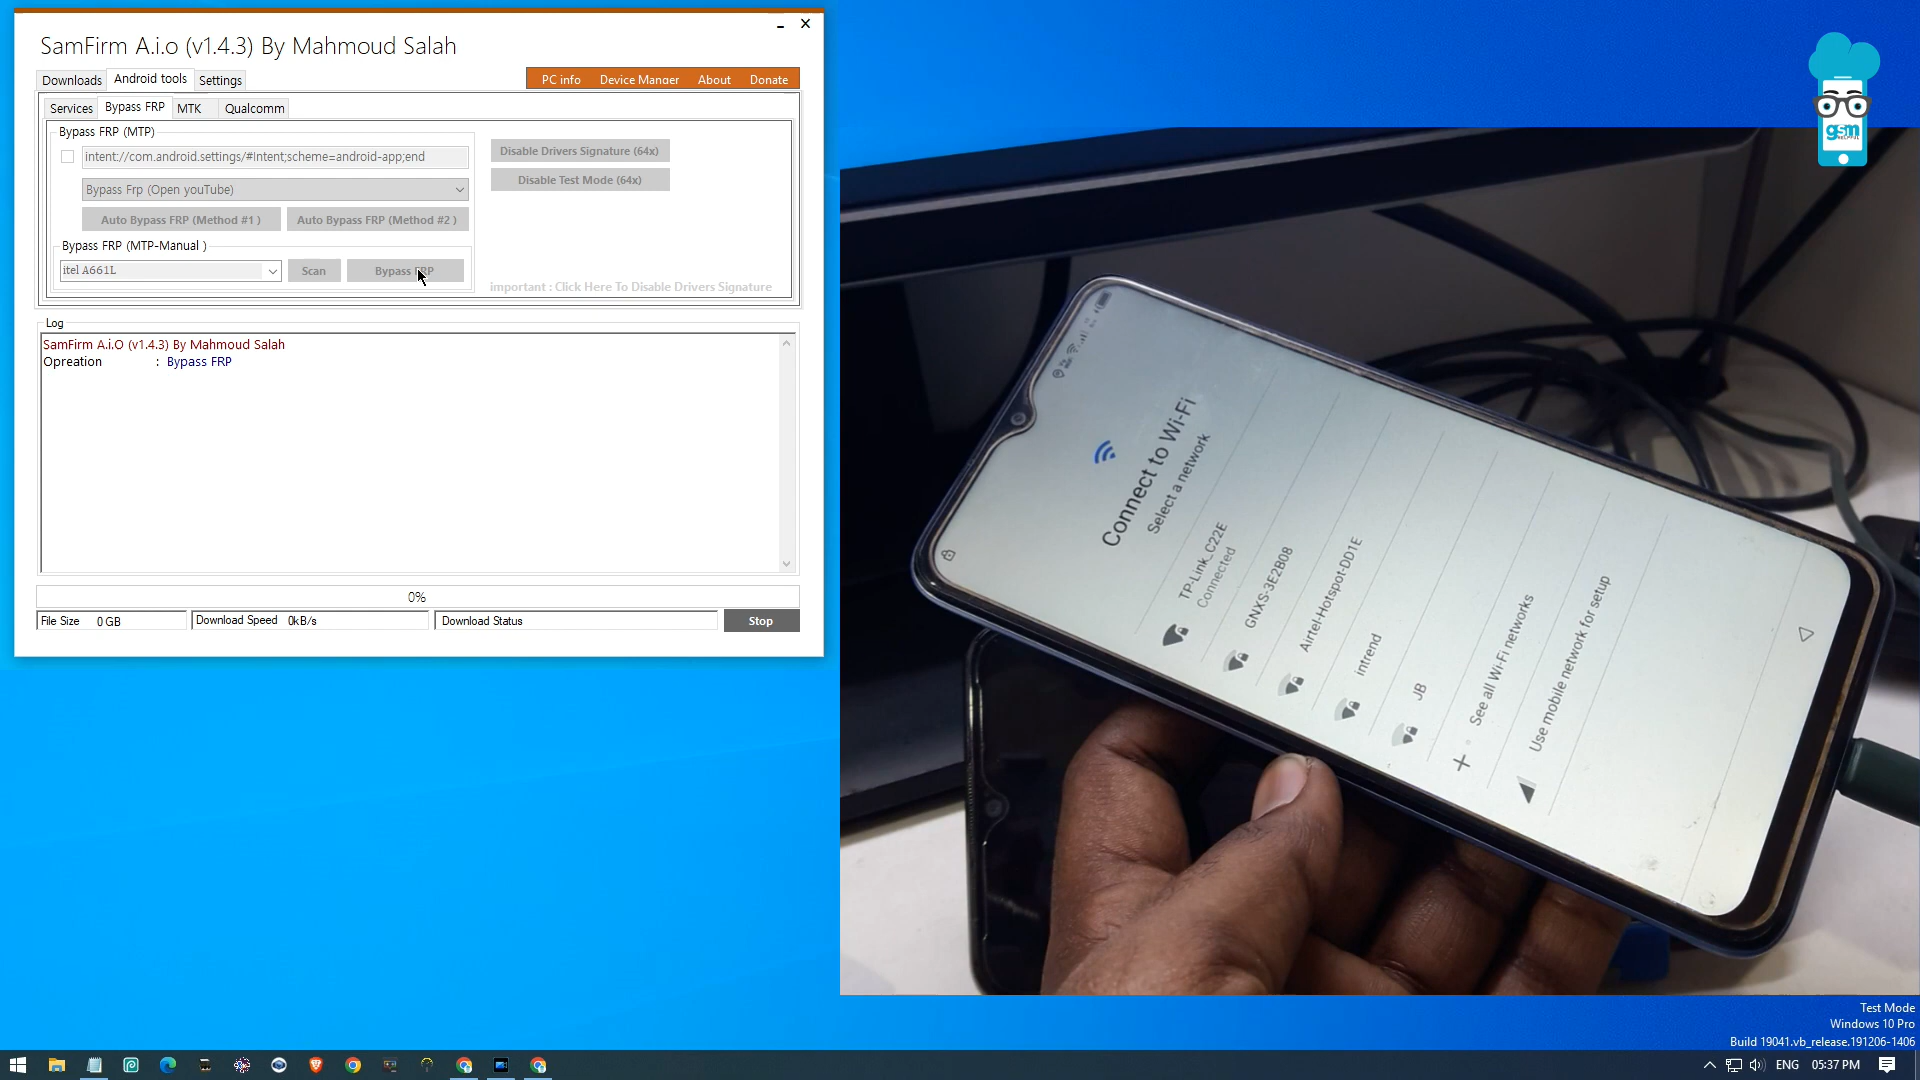 SamFirm A.i.o (v1.4.3) By Mahmoud Salah
Downloads Android tools Settings
PC info Device Manger About Donate
Services Bypass FRP MTK Qualcomm
Bypass FRP (MTP)
intent://com.android.settings/#Intent;scheme=android-app;end
Disable Drivers Signature (64x)
Bypass Frp (Open youTube)
Disable Test Mode (64x)
Auto Bypass FRP (Method #1 ) Auto Bypass FRP (Method #2 )
Bypass FRP (MTP-Manual )
itel A661L Scan Bypass FRP
important : Click Here To Disable Drivers Signature
Log
SamFirm A.i.O (v1.4.3) By Mahmoud Salah
Opreation : Bypass FRP
0%
File Size 0 GB Download Speed 0kB/s Download Status Stop
gsm
Connect to Wi-Fi
Select a network
TP-Link_C22E
Connected
GNXS-3E2B08
Airtel-Hotspot-DD1E
intrend
JB
See all Wi-Fi networks
Use mobile network for setup
Test Mode
Windows 10 Pro
Build 19041.vb_release.191206-1406
ENG 05:37 PM